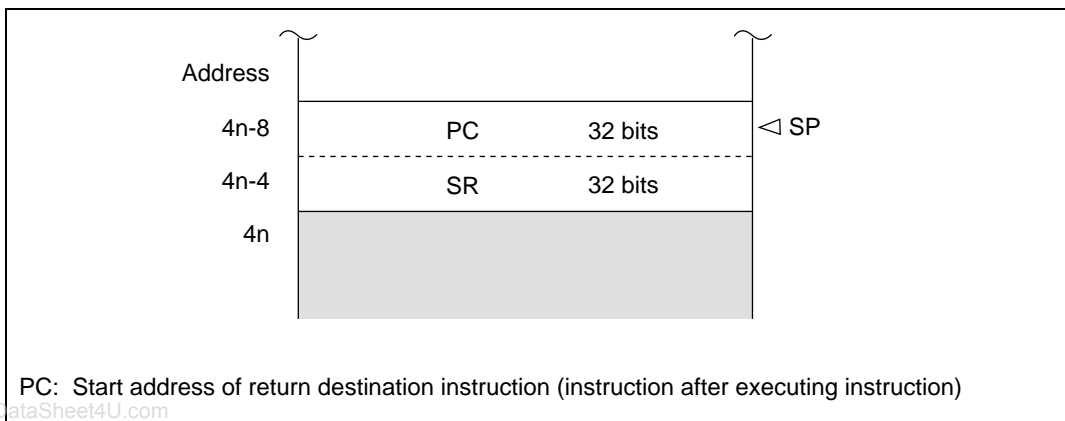 Address
4n-8 PC 32 bits SP
4n-4 SR 32 bits
4n
PC: Start address of return destination instruction (instruction after executing instruction)
DataSheet4U.com